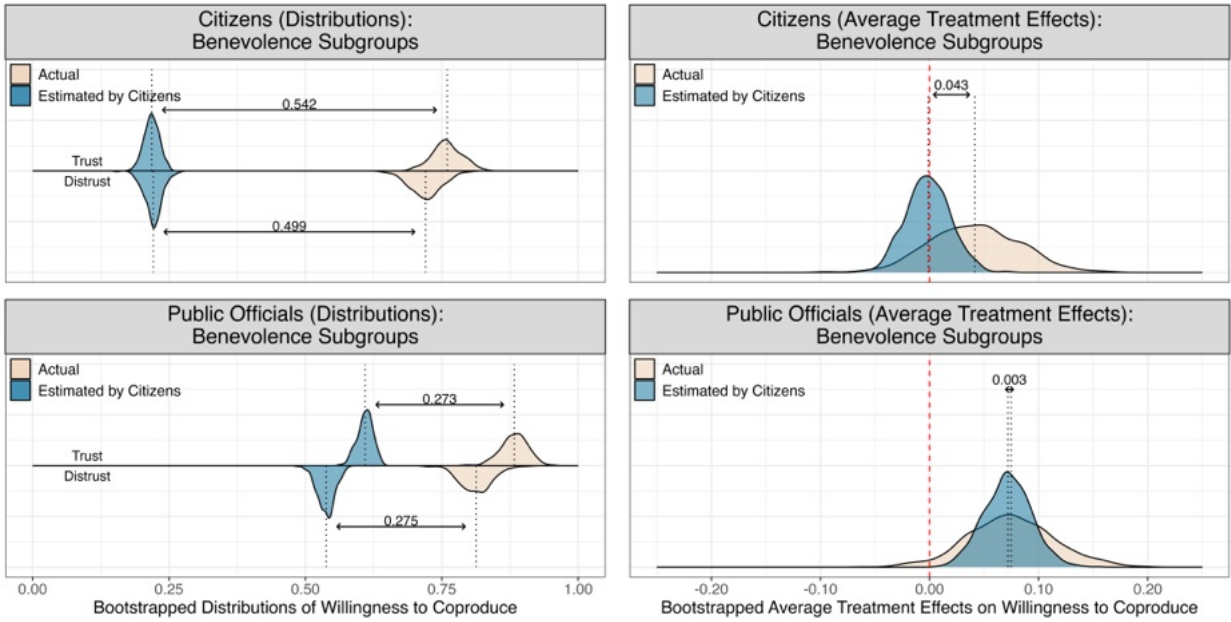 Citizens (Distributions):
Benevolence Subgroups
Actual
Estimated by Citizens
0.542
Trust
Distrust
0.499
Citizens (Average Treatment Effects):
Benevolence Subgroups
Actual
Estimated by Citizens
0.043
Public Officials (Distributions):
Benevolence Subgroups
Actual
Estimated by Citizens
0.273
Trust
Distrust
0.275
0.00 0.25 0.50 0.75 1.00
Bootstrapped Distributions of Willingness to Coproduce
Public Officials (Average Treatment Effects):
Benevolence Subgroups
Actual
Estimated by Citizens
0.003
-0.20 -0.10 0.00 0.10 0.20
Bootstrapped Average Treatment Effects on Willingness to Coproduce